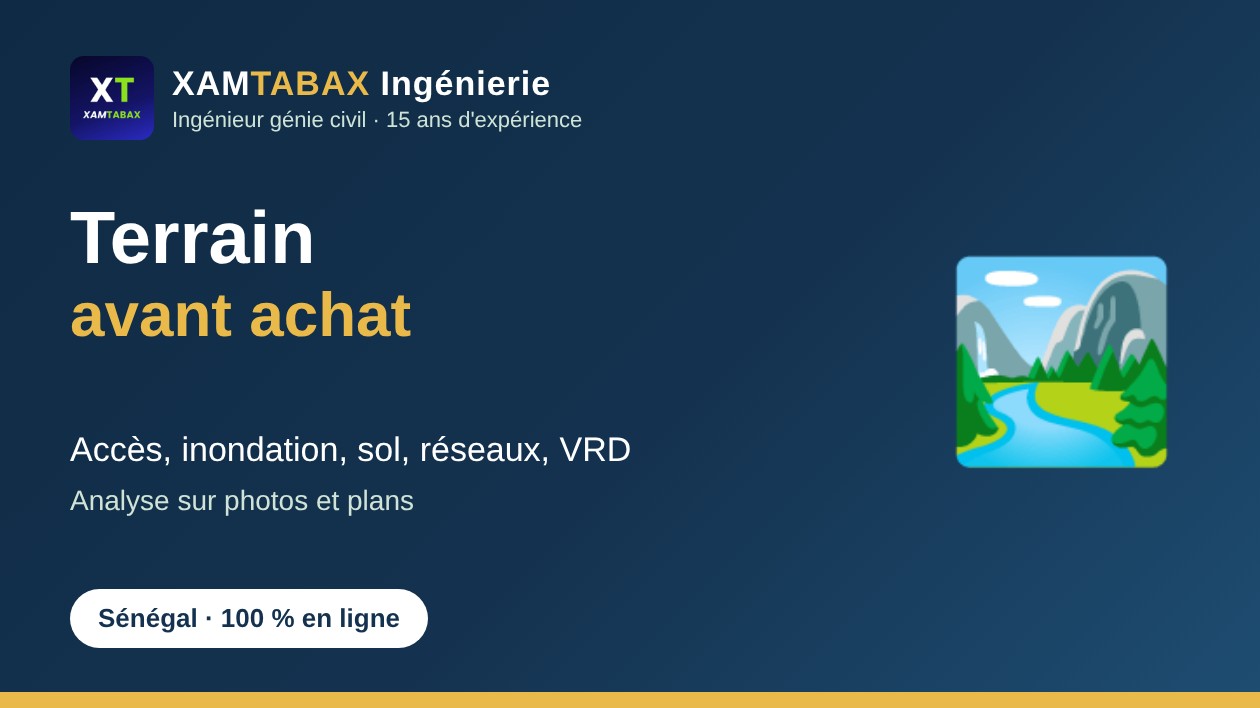 XT
XAMTABAX
XAMTABAX Ingénierie
Ingénieur génie civil · 15 ans d'expérience
Terrain
avant achat
Accès, inondation, sol, réseaux, VRD
Analyse sur photos et plans
Sénégal · 100 % en ligne